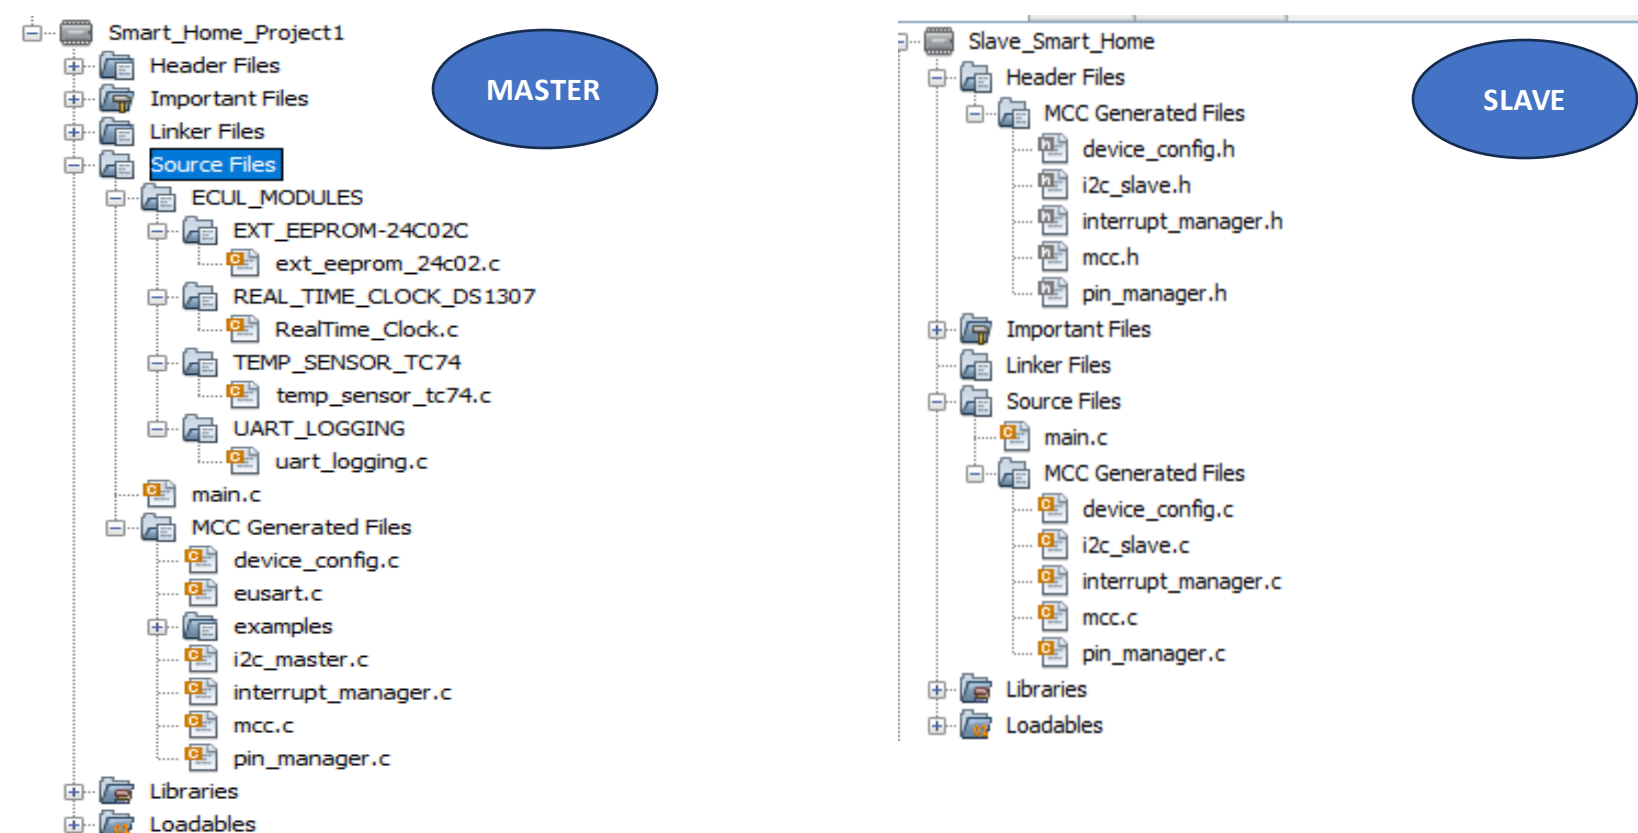 Smart_Home_Project1
Header Files
Important Files
Linker Files
Source Files
ECUL_MODULES
EXT_EEPROM-24C02C
ext_eeprom_24c02.c
REAL_TIME_CLOCK_DS1307
RealTime_Clock.c
TEMP_SENSOR_TC74
temp_sensor_tc74.c
UART_LOGGING
uart_logging.c
main.c
MCC Generated Files
device_config.c
eusart.c
examples
i2c_master.c
interrupt_manager.c
mcc.c
pin_manager.c
Libraries
Loadables
MASTER
Slave_Smart_Home
Header Files
MCC Generated Files
device_config.h
i2c_slave.h
interrupt_manager.h
mcc.h
pin_manager.h
Important Files
Linker Files
Source Files
main.c
MCC Generated Files
device_config.c
i2c_slave.c
interrupt_manager.c
mcc.c
pin_manager.c
Libraries
Loadables
SLAVE